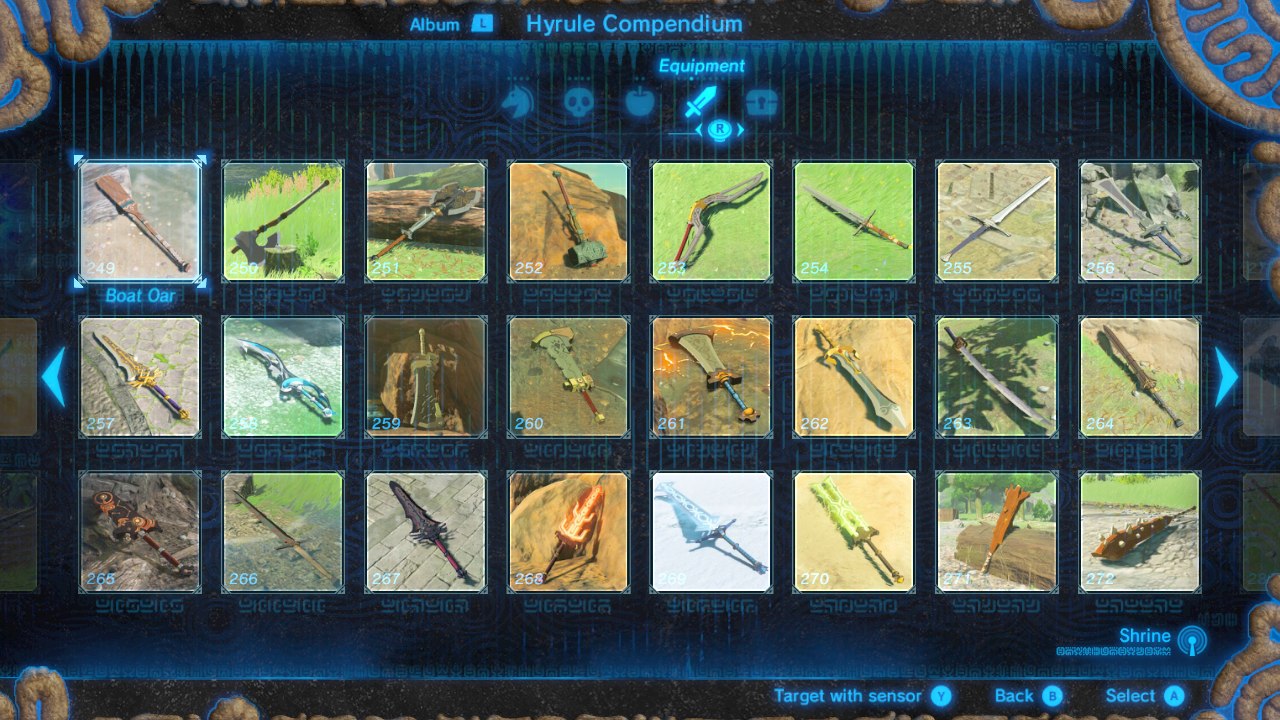 Album L Hyrule Compendium
Equipment
R
249 250 251 252 253 254 255 256
Boat Oar
257 258 259 260 261 262 263 264
265 266 267 268 269 270 271 272
Shrine
Target with sensor Y Back B Select A